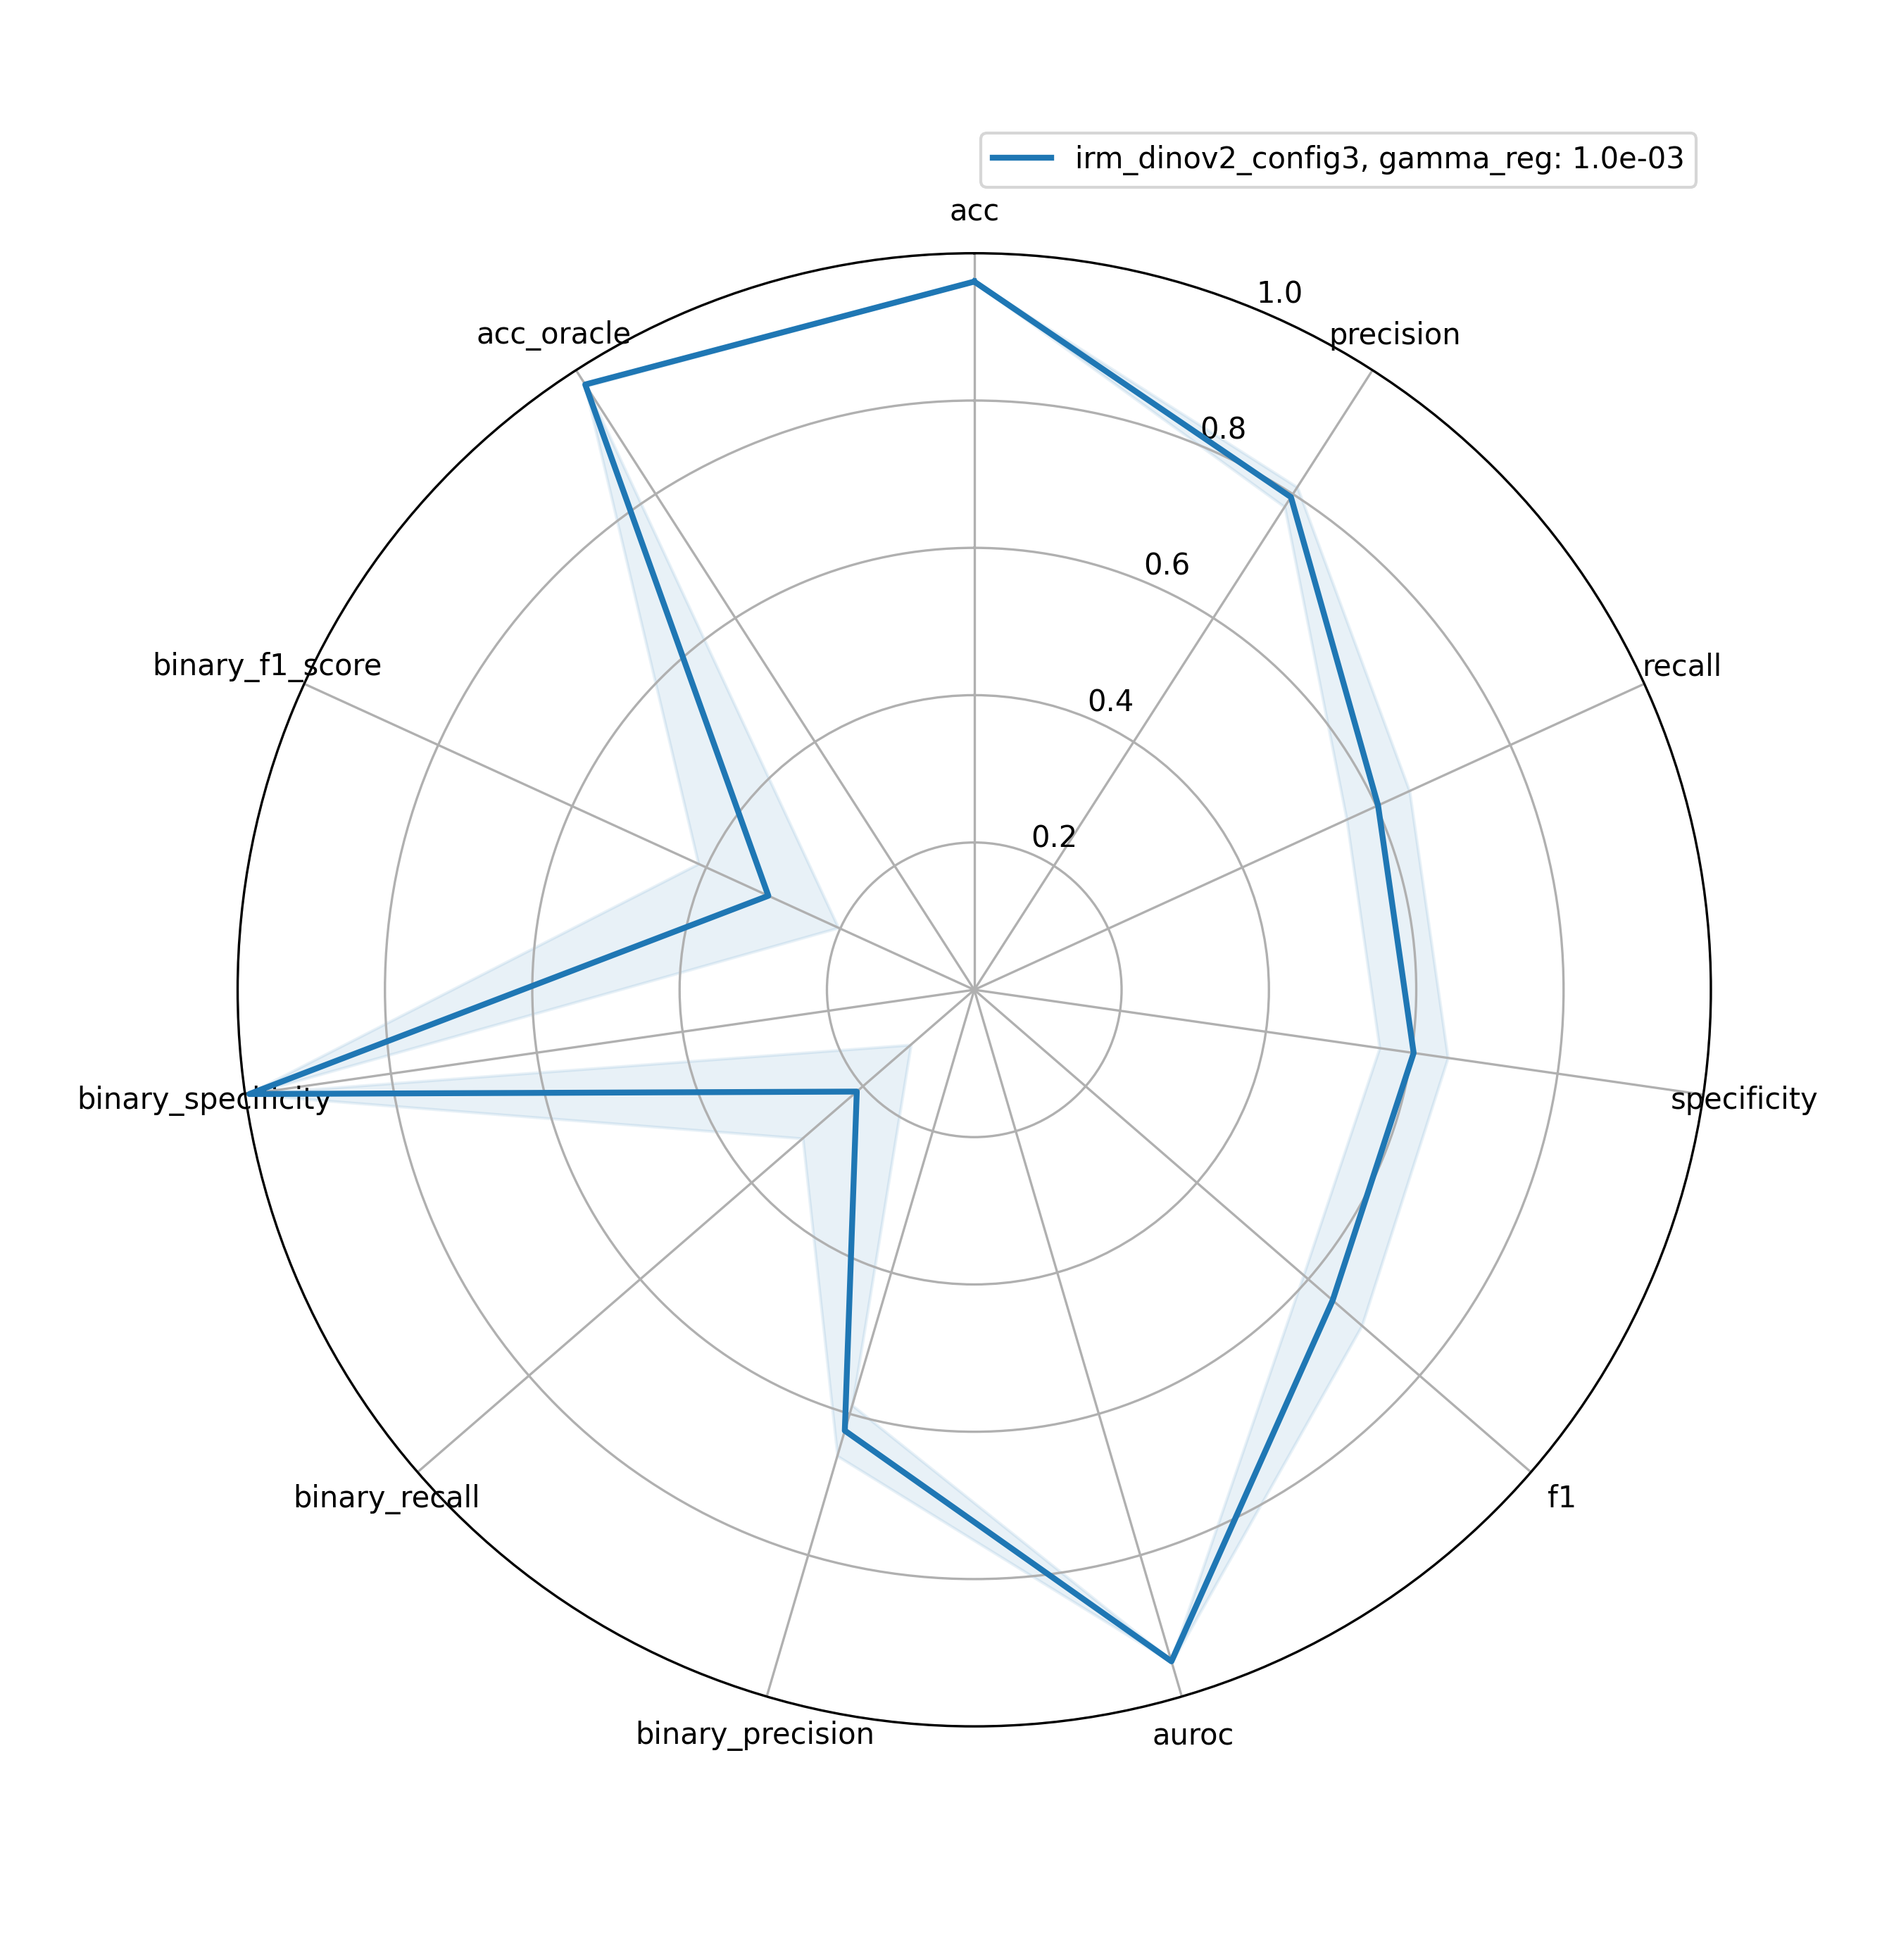 irm_dinov2_config3, gamma_reg: 1.0e-03
acc
1.0
acc_oracle
precision
0.8
0.6
binary_f1_score
recall
0.4
0.2
binary_specificity
specificity
binary_recall
f1
binary_precision
auroc